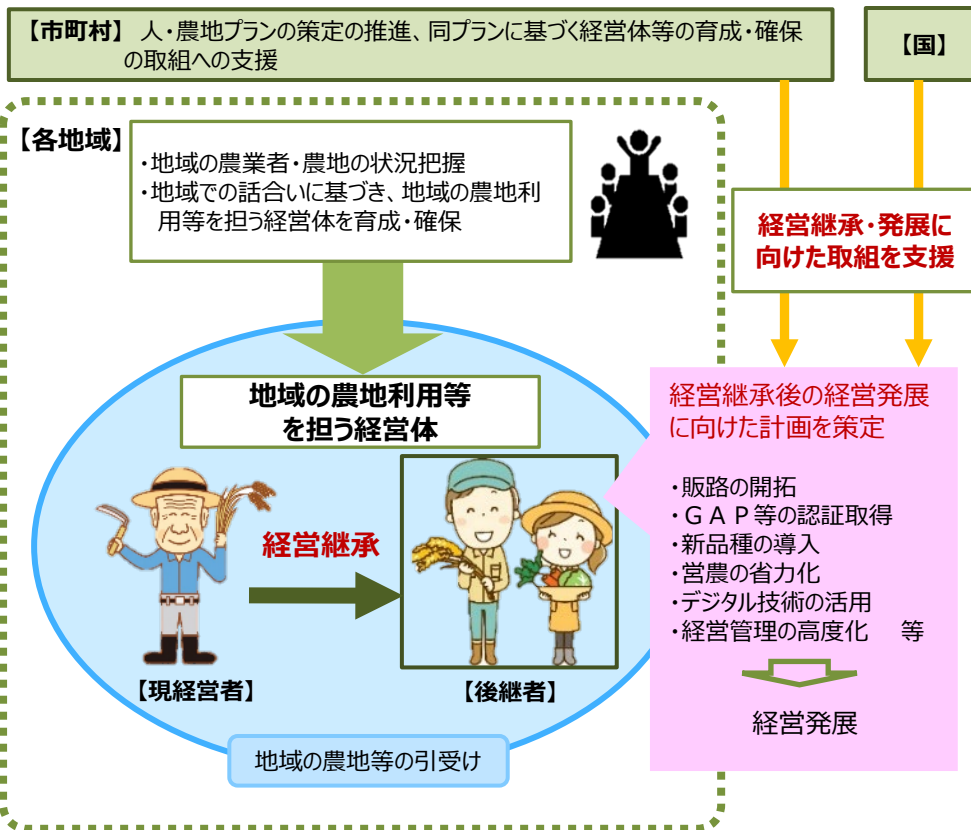 【市町村】 人・農地プランの策定の推進、同プランに基づく経営体等の育成・確保
の取組への支援
【国】
【各地域】
・地域の農業者・農地の状況把握
・地域での話合いに基づき、地域の農地利
用等を担う経営体を育成・確保
経営継承・発展に
向けた取組を支援
地域の農地利用等
を担う経営体
経営継承
【現経営者】
【後継者】
地域の農地等の引受け
経営継承後の経営発展
に向けた計画を策定
・販路の開拓
・ＧＡＰ等の認証取得
・新品種の導入
・営農の省力化
・デジタル技術の活用
・経営管理の高度化 等
経営発展